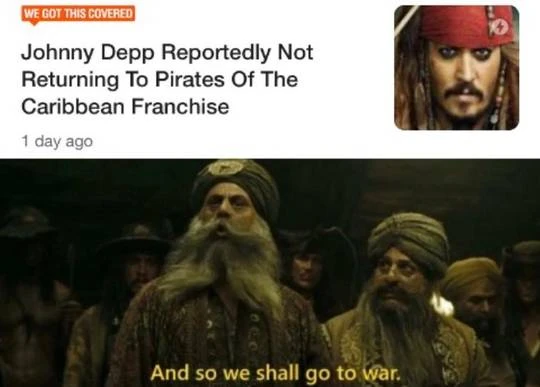 WE GOT THIS COVERED
Johnny Depp Reportedly Not
Returning To Pirates Of The
Caribbean Franchise
1 day ago
And so we shall go to war.